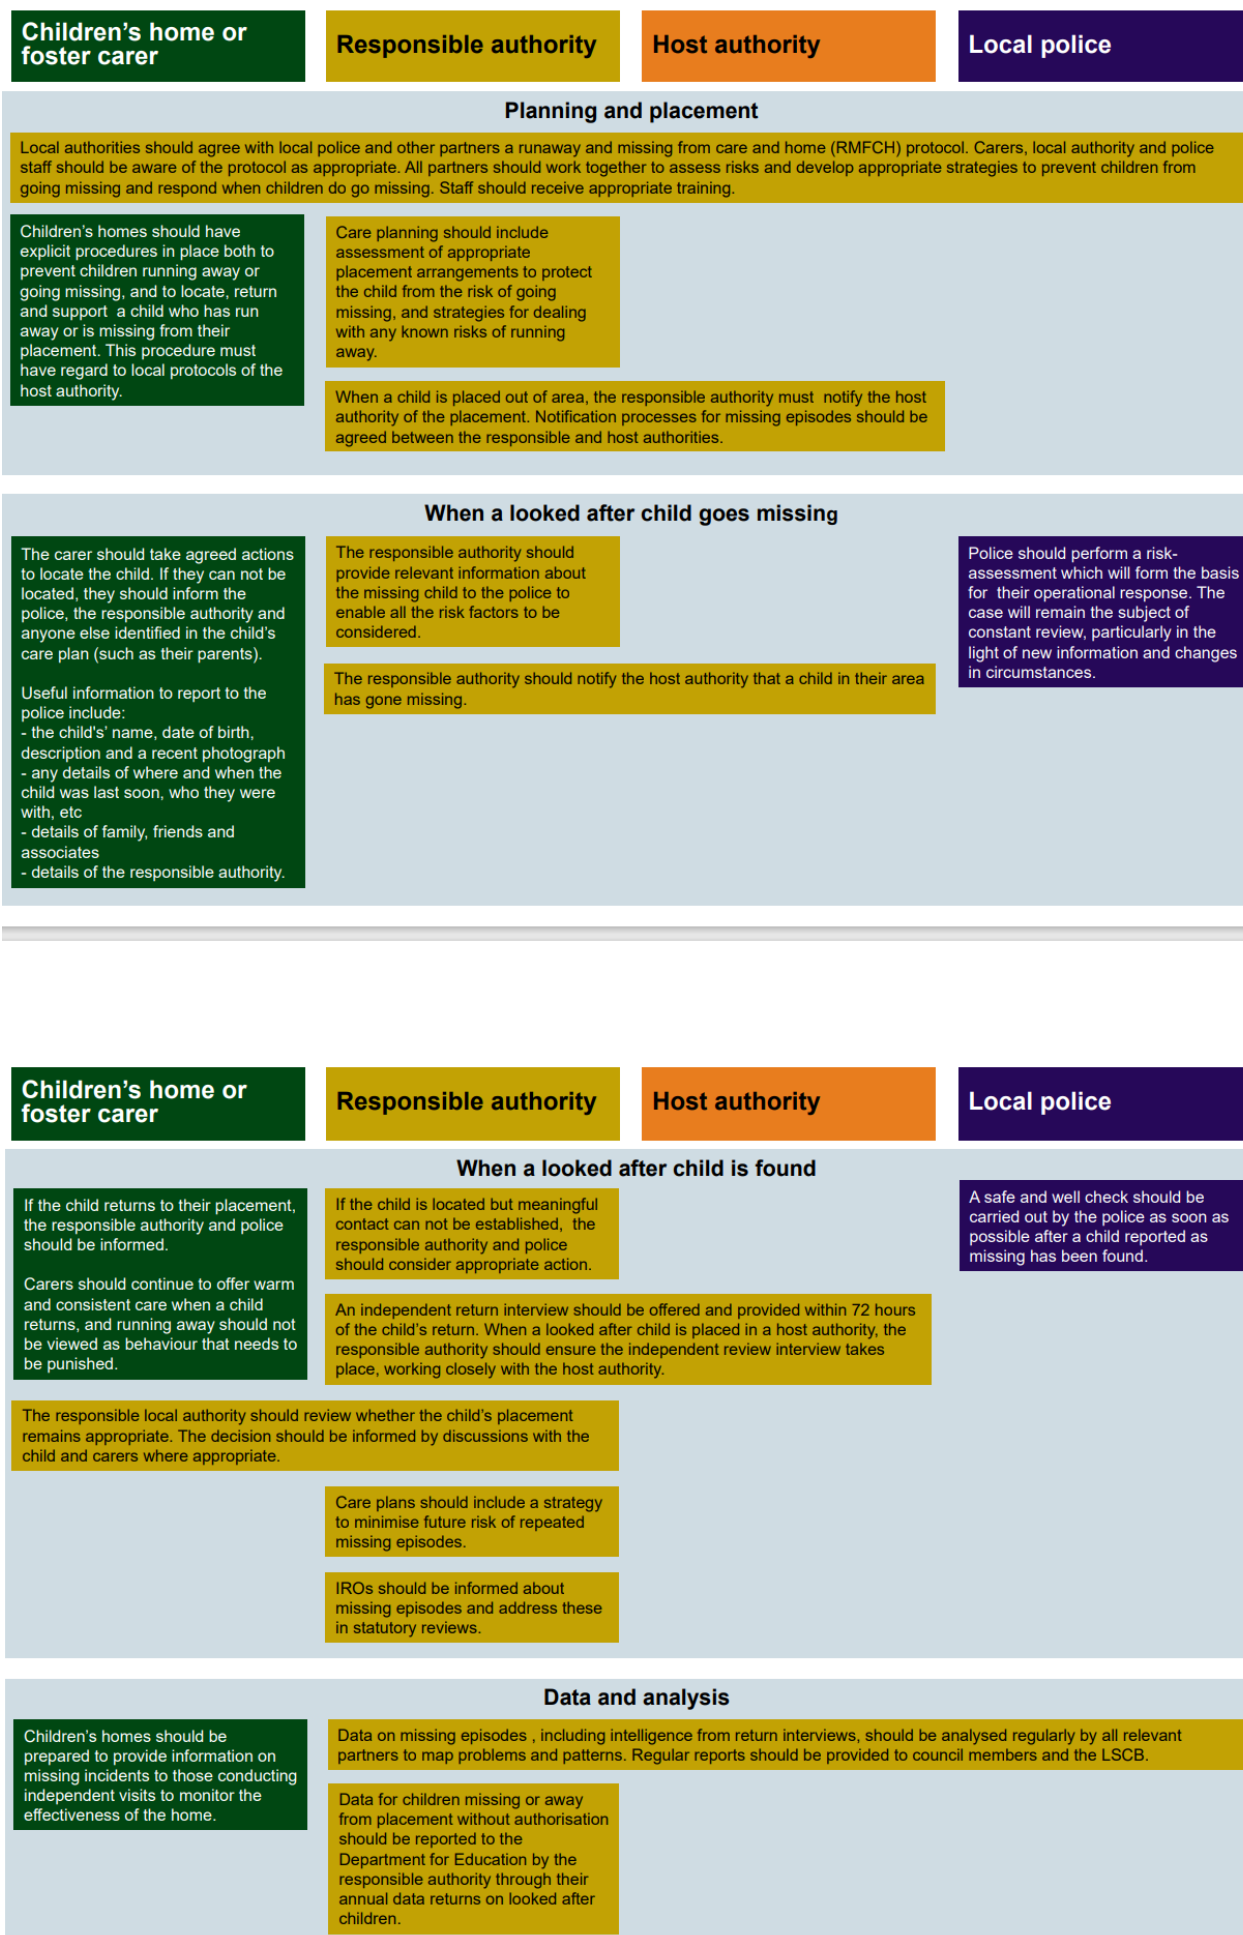 Children’s home or
foster carer
Responsible authority
Host authority
Local police
Planning and placement
Local authorities should agree with local police and other partners a runaway and missing from care and home (RMFCH) protocol. Carers, local authority and police
staff should be aware of the protocol as appropriate. All partners should work together to assess risks and develop appropriate strategies to prevent children from
going missing and respond when children do go missing. Staff should receive appropriate training.
Children’s homes should have
explicit procedures in place both to
prevent children running away or
going missing, and to locate, return
and support  a child who has run
away or is missing from their
placement. This procedure must
have regard to local protocols of the
host authority.
Care planning should include
assessment of appropriate
placement arrangements to protect
the child from the risk of going
missing, and strategies for dealing
with any known risks of running
away.
When a child is placed out of area, the responsible authority must  notify the host
authority of the placement. Notification processes for missing episodes should be
agreed between the responsible and host authorities.
When a looked after child goes missing
The carer should take agreed actions
to locate the child. If they can not be
located, they should inform the
police, the responsible authority and
anyone else identified in the child’s
care plan (such as their parents).
Useful information to report to the
police include:
- the child's’ name, date of birth,
description and a recent photograph
- any details of where and when the
child was last soon, who they were
with, etc
- details of family, friends and
associates
- details of the responsible authority.
The responsible authority should
provide relevant information about
the missing child to the police to
enable all the risk factors to be
considered.
The responsible authority should notify the host authority that a child in their area
has gone missing.
Police should perform a risk-
assessment which will form the basis
for  their operational response. The
case will remain the subject of
constant review, particularly in the
light of new information and changes
in circumstances.
Children’s home or
foster carer
Responsible authority
Host authority
Local police
When a looked after child is found
If the child returns to their placement,
the responsible authority and police
should be informed.
Carers should continue to offer warm
and consistent care when a child
returns, and running away should not
be viewed as behaviour that needs to
be punished.
If the child is located but meaningful
contact can not be established,  the
responsible authority and police
should consider appropriate action.
A safe and well check should be
carried out by the police as soon as
possible after a child reported as
missing has been found.
An independent return interview should be offered and provided within 72 hours
of the child’s return. When a looked after child is placed in a host authority, the
responsible authority should ensure the independent review interview takes
place, working closely with the host authority.
The responsible local authority should review whether the child’s placement
remains appropriate. The decision should be informed by discussions with the
child and carers where appropriate.
Care plans should include a strategy
to minimise future risk of repeated
missing episodes.
IROs should be informed about
missing episodes and address these
in statutory reviews.
Data and analysis
Children’s homes should be
prepared to provide information on
missing incidents to those conducting
independent visits to monitor the
effectiveness of the home.
Data on missing episodes , including intelligence from return interviews, should be analysed regularly by all relevant
partners to map problems and patterns. Regular reports should be provided to council members and the LSCB.
Data for children missing or away
from placement without authorisation
should be reported to the
Department for Education by the
responsible authority through their
annual data returns on looked after
children.